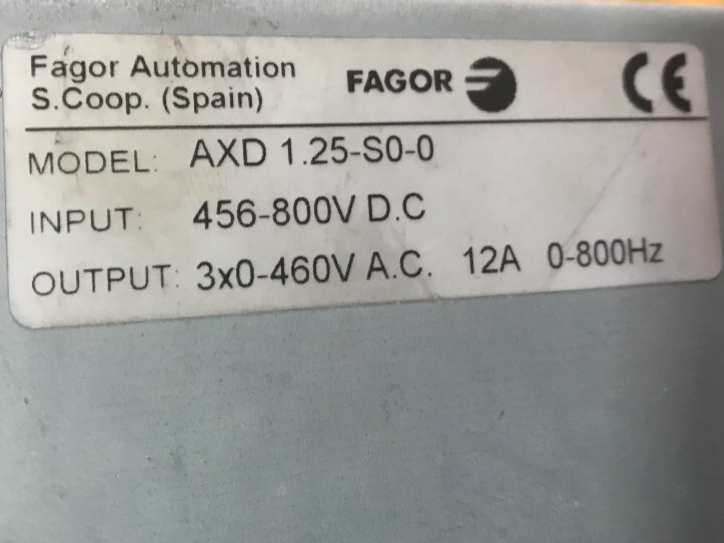 Fagor Automation
S.Coop. (Spain)
FAGOR
CE
MODEL: AXD 1.25-S0-0
INPUT: 456-800V D.C
OUTPUT: 3x0-460V A.C. 12A 0-800Hz